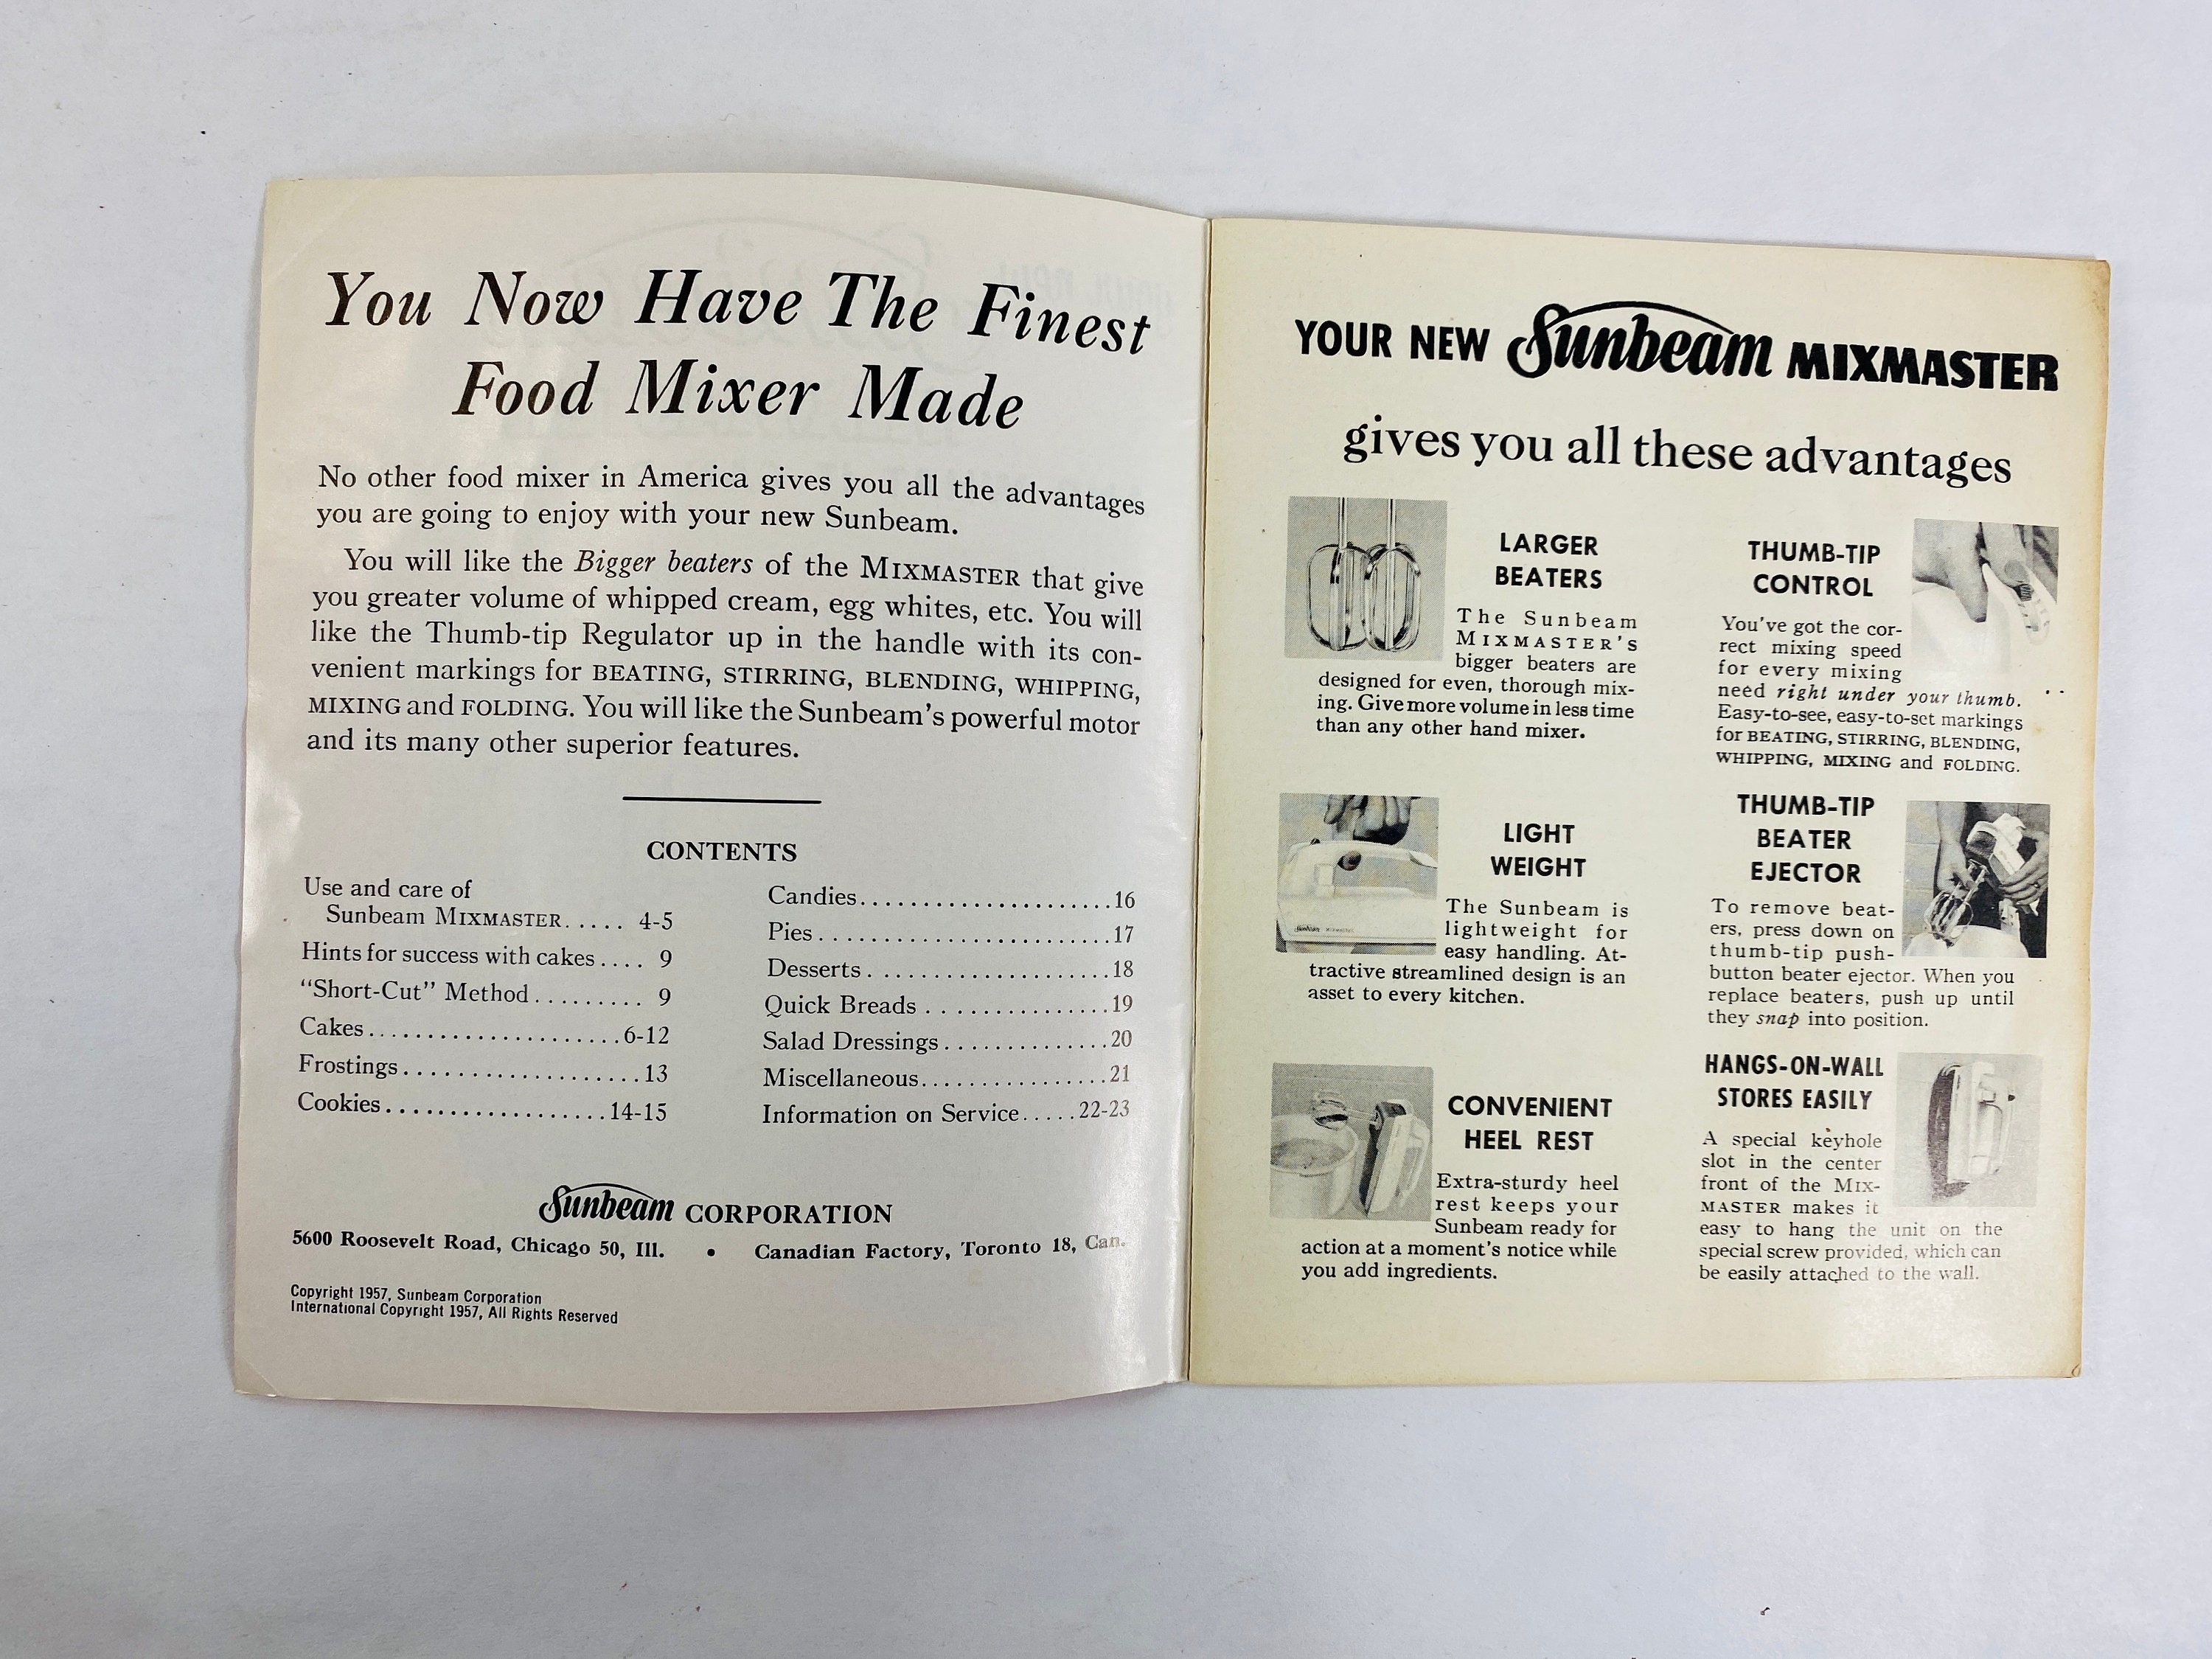 You Now Have The Finest
Food Mixer Made
No other food mixer in America gives you all the advantages
you are going to enjoy with your new Sunbeam.
You will like the Bigger beaters of the MIXMASTER that give
you greater volume of whipped cream, egg whites, etc. You will
like the Thumb-tip Regulator up in the handle with its con-
venient markings for BEATING, STIRRING, BLENDING, WHIPPING,
MIXING and FOLDING. You will like the Sunbeam's powerful motor
and its many other superior features.
CONTENTS
Use and care of
Sunbeam MIXMASTER..... 4-5
Hints for success with cakes.... 9
"Short-Cut" Method......... 9
Cakes.....................6-12
Frostings...................13
Cookies..................14-15
Candies.....................16
Pies.........................17
Desserts.....................18
Quick Breads................19
Salad Dressings..............20
Miscellaneous................21
Information on Service.....22-23
Sunbeam CORPORATION
5600 Roosevelt Road, Chicago 50, Ill. • Canadian Factory, Toronto 18, Can.
Copyright 1957, Sunbeam Corporation
International Copyright 1957, All Rights Reserved
YOUR NEW Sunbeam MIXMASTER
gives you all these advantages
LARGER
BEATERS
The Sunbeam
MIXMASTER'S
bigger beaters are
designed for even, thorough mix-
ing. Give more volume in less time
than any other hand mixer.
THUMB-TIP
CONTROL
You've got the cor-
rect mixing speed
for every mixing
need right under your thumb.
Easy-to-see, easy-to-set markings
for BEATING, STIRRING, BLENDING,
WHIPPING, MIXING and FOLDING.
LIGHT
WEIGHT
The Sunbeam is
lightweight for
easy handling. At-
tractive streamlined design is an
asset to every kitchen.
THUMB-TIP
BEATER
EJECTOR
To remove beat-
ers, press down on
thumb-tip push-
button beater ejector. When you
replace beaters, push up until
they snap into position.
CONVENIENT
HEEL REST
Extra-sturdy heel
rest keeps your
Sunbeam ready for
action at a moment's notice while
you add ingredients.
HANGS-ON-WALL
STORES EASILY
A special keyhole
slot in the center
front of the MIX-
MASTER makes it
easy to hang the unit on the
special screw provided, which can
be easily attached to the wall.